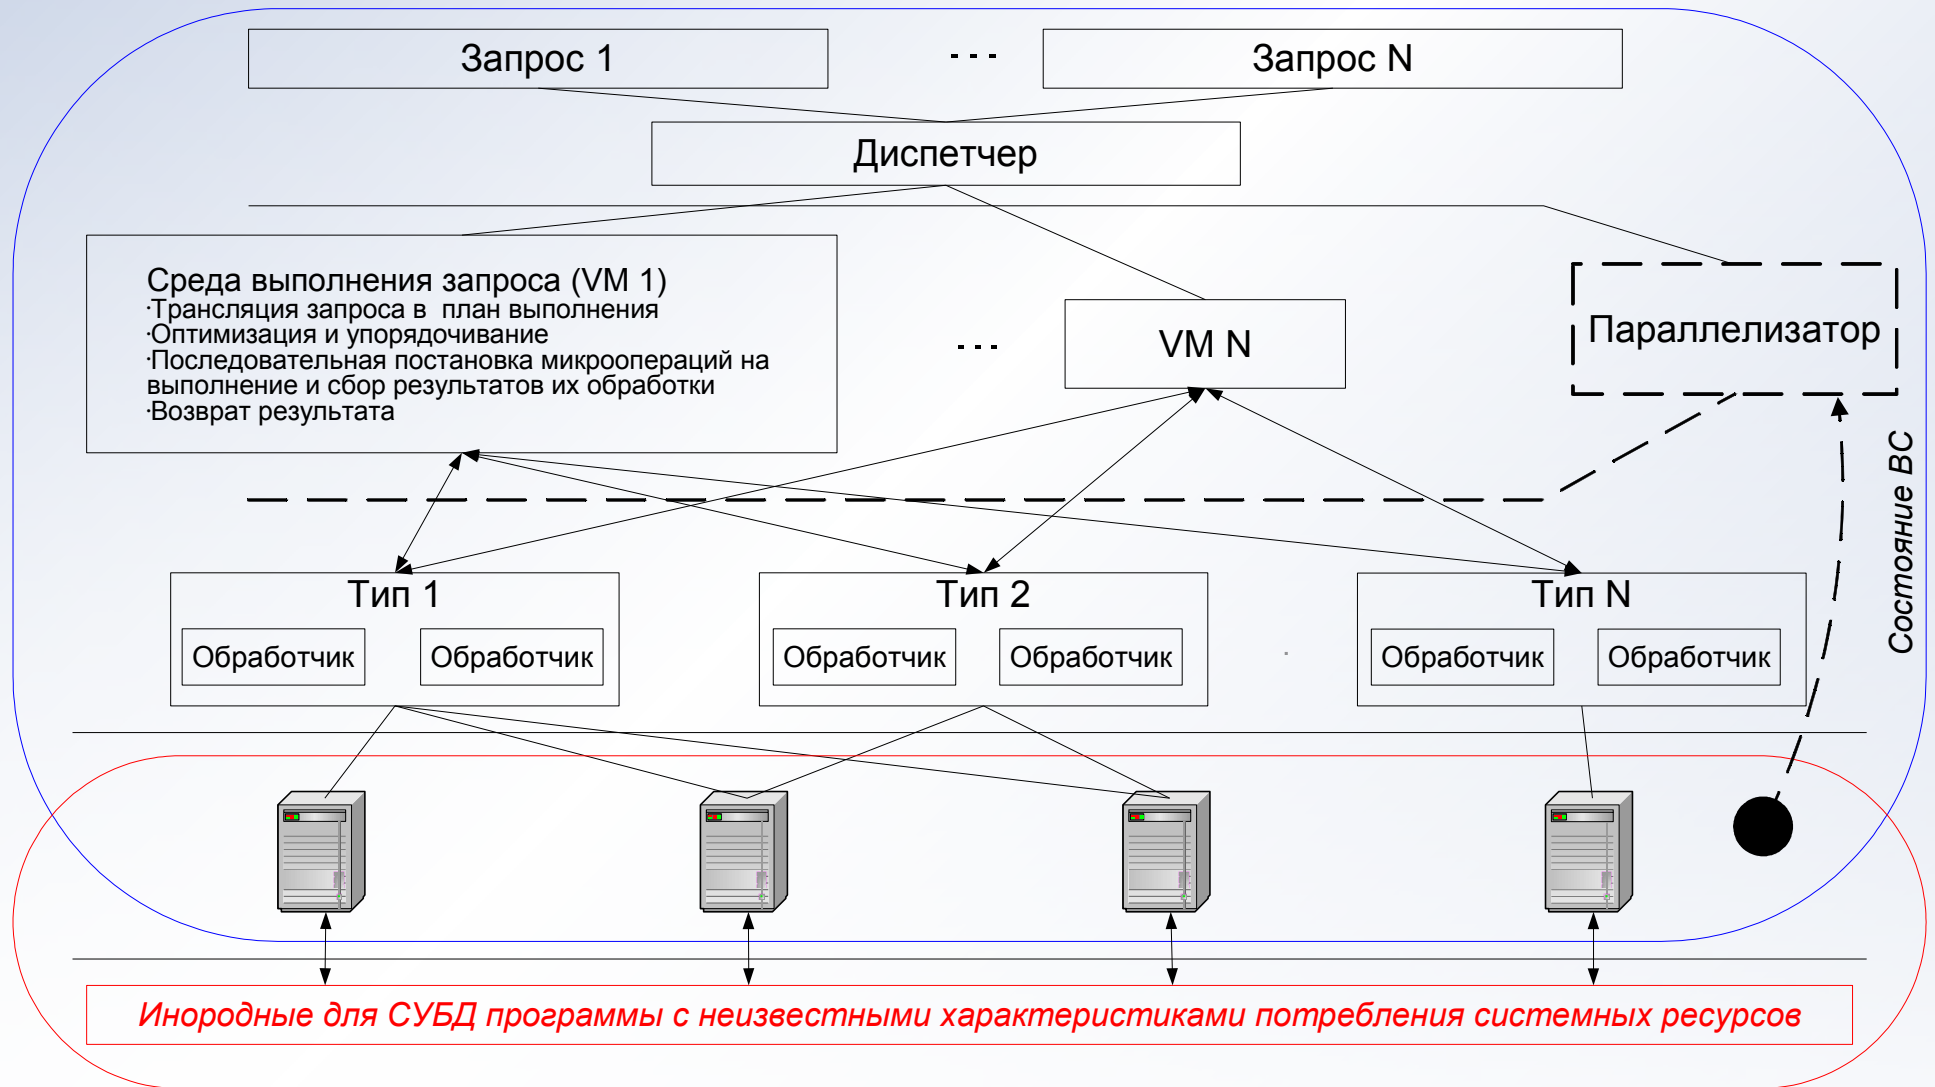 Запрос 1
...
Запрос N
Диспетчер
Среда выполнения запроса (VM 1)
·Трансляция запроса в план выполнения
·Оптимизация и упорядочивание
·Последовательная постановка микроопераций на
выполнение и сбор результатов их обработки
·Возврат результата
...
VM N
Параллелизатор
Состояние ВС
Тип 1
Обработчик
Обработчик
Тип 2
Обработчик
Обработчик
.
Тип N
Обработчик
Обработчик
Инородные для СУБД программы с неизвестными характеристиками потребления системных ресурсов